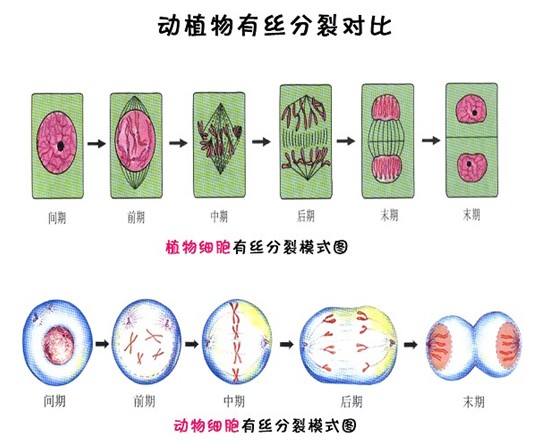 动植物有丝分裂对比
间期 前期 中期 后期 末期 末期
植物细胞有丝分裂模式图
间期 前期 中期 后期 末期
动物细胞有丝分裂模式图